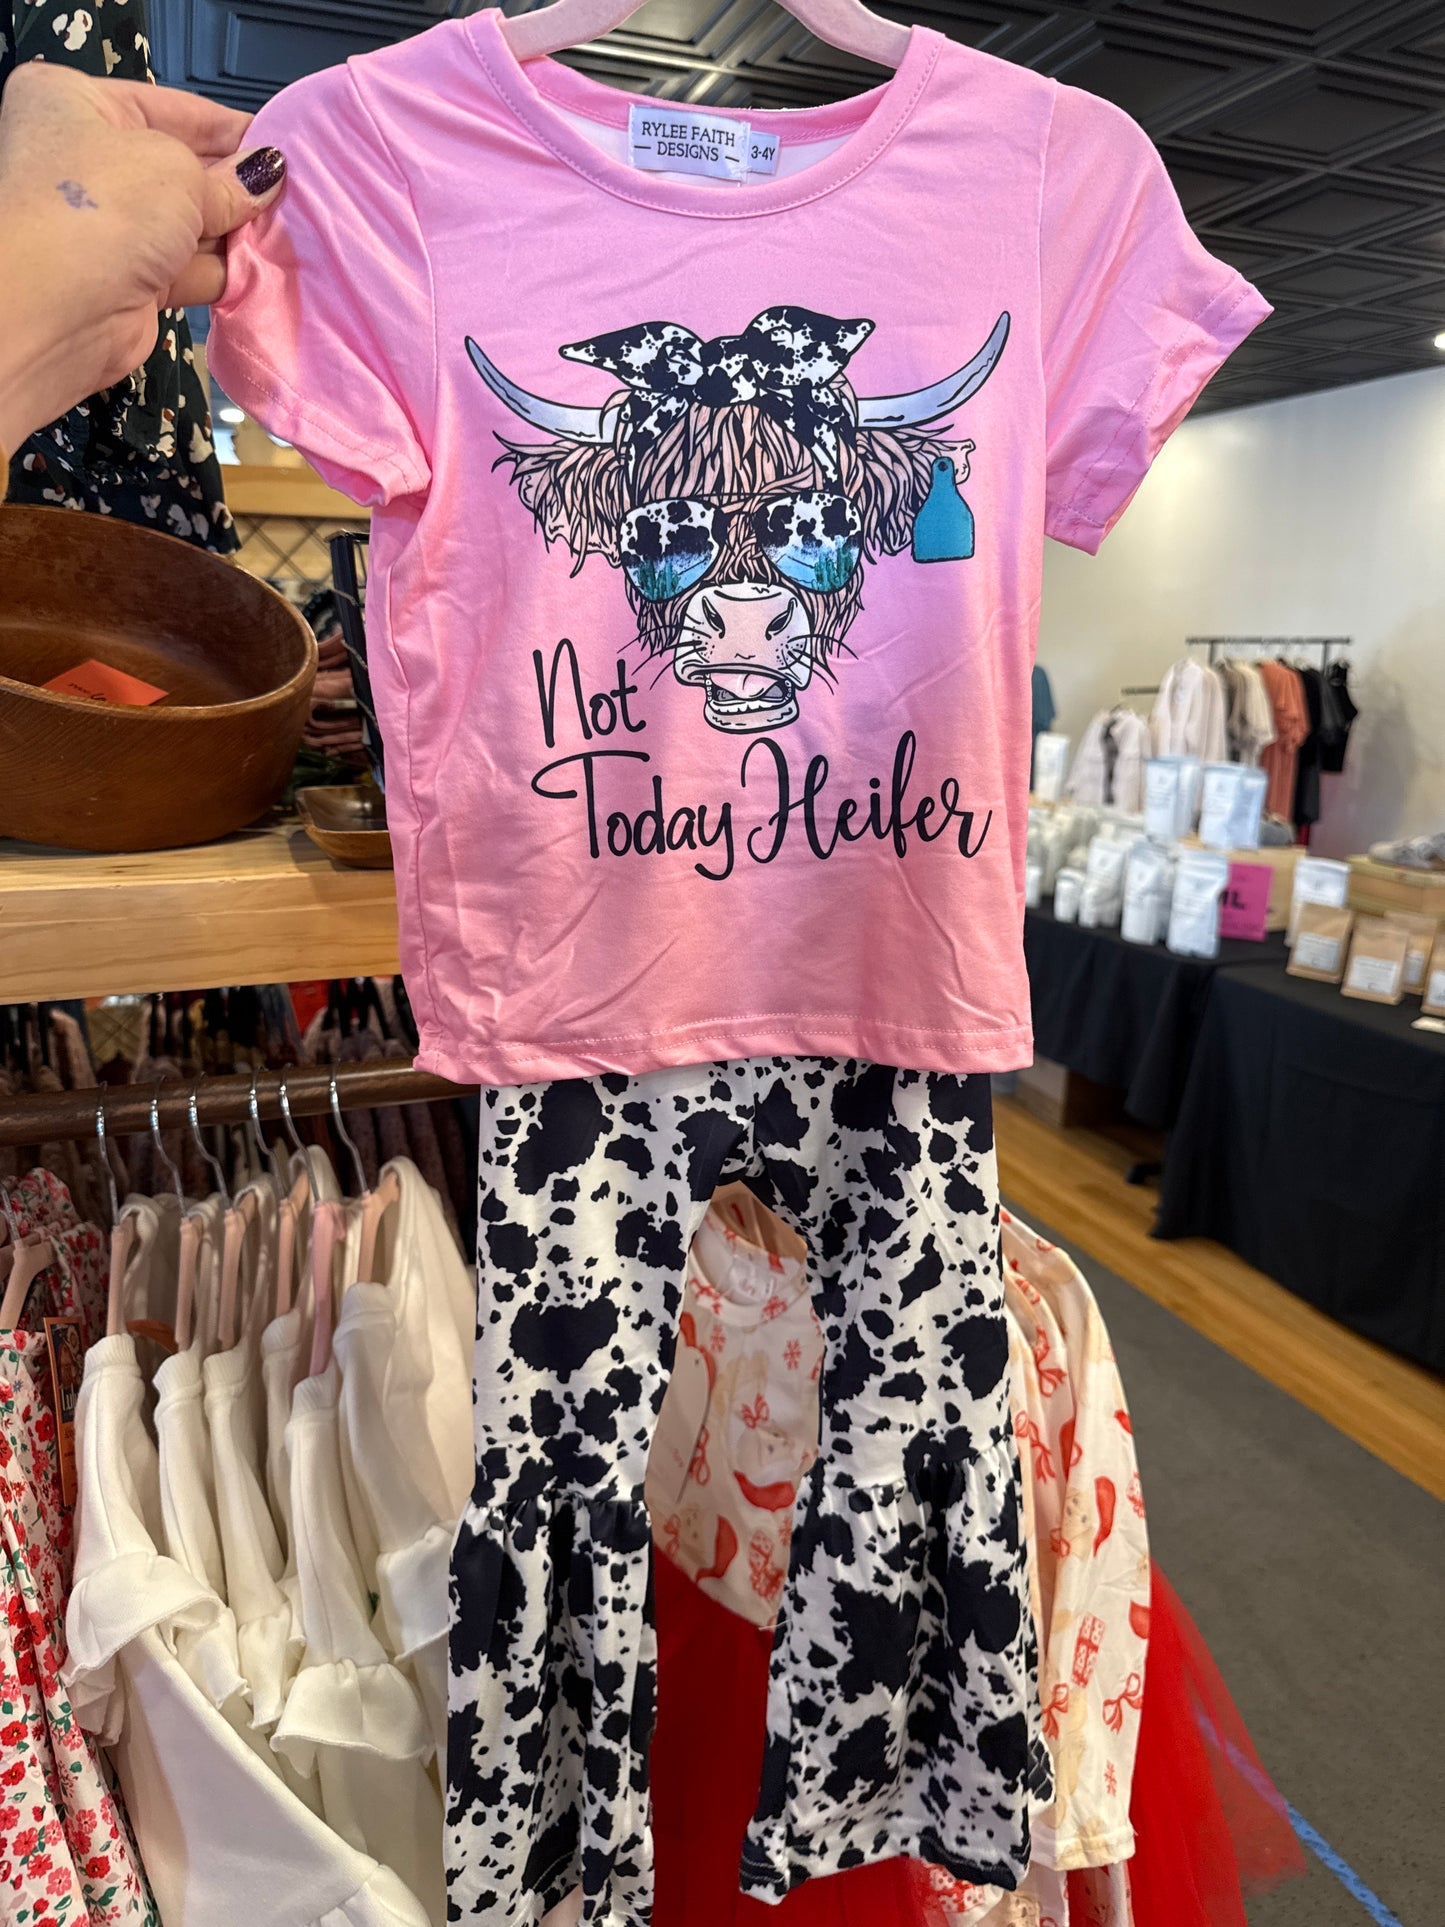 RYLEE FAITH
— DESIGNS —
3-4Y
Not
Today Heifer